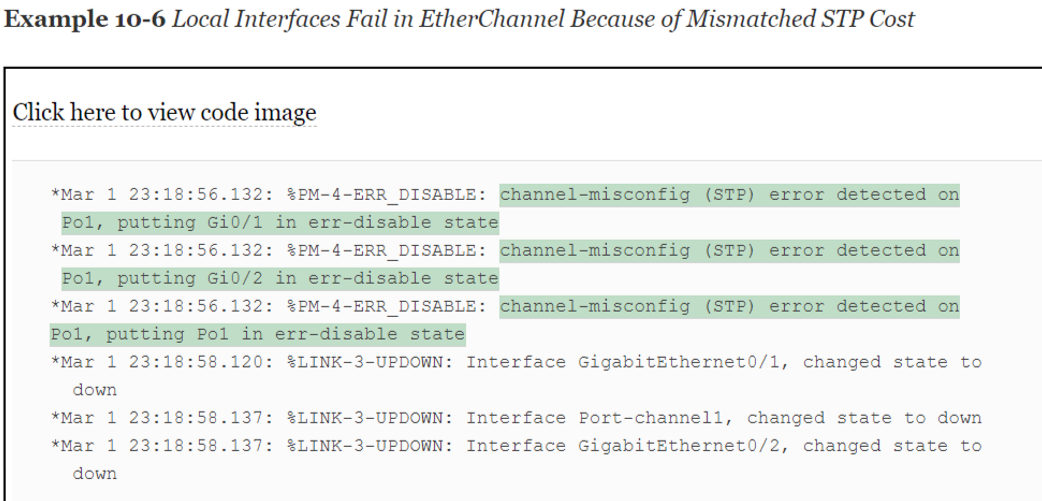 Example 10-6 Local Interfaces Fail in EtherChannel Because of Mismatched STP Cost
Click here to view code image
*Mar 1 23:18:56.132: %PM-4-ERR_DISABLE: channel-misconfig (STP) error detected on
Po1, putting Gi0/1 in err-disable state
*Mar 1 23:18:56.132: %PM-4-ERR_DISABLE: channel-misconfig (STP) error detected on
Po1, putting Gi0/2 in err-disable state
*Mar 1 23:18:56.132: %PM-4-ERR_DISABLE: channel-misconfig (STP) error detected on
Po1, putting Po1 in err-disable state
*Mar 1 23:18:58.120: %LINK-3-UPDOWN: Interface GigabitEthernet0/1, changed state to
down
*Mar 1 23:18:58.137: %LINK-3-UPDOWN: Interface Port-channel1, changed state to down
*Mar 1 23:18:58.137: %LINK-3-UPDOWN: Interface GigabitEthernet0/2, changed state to
down